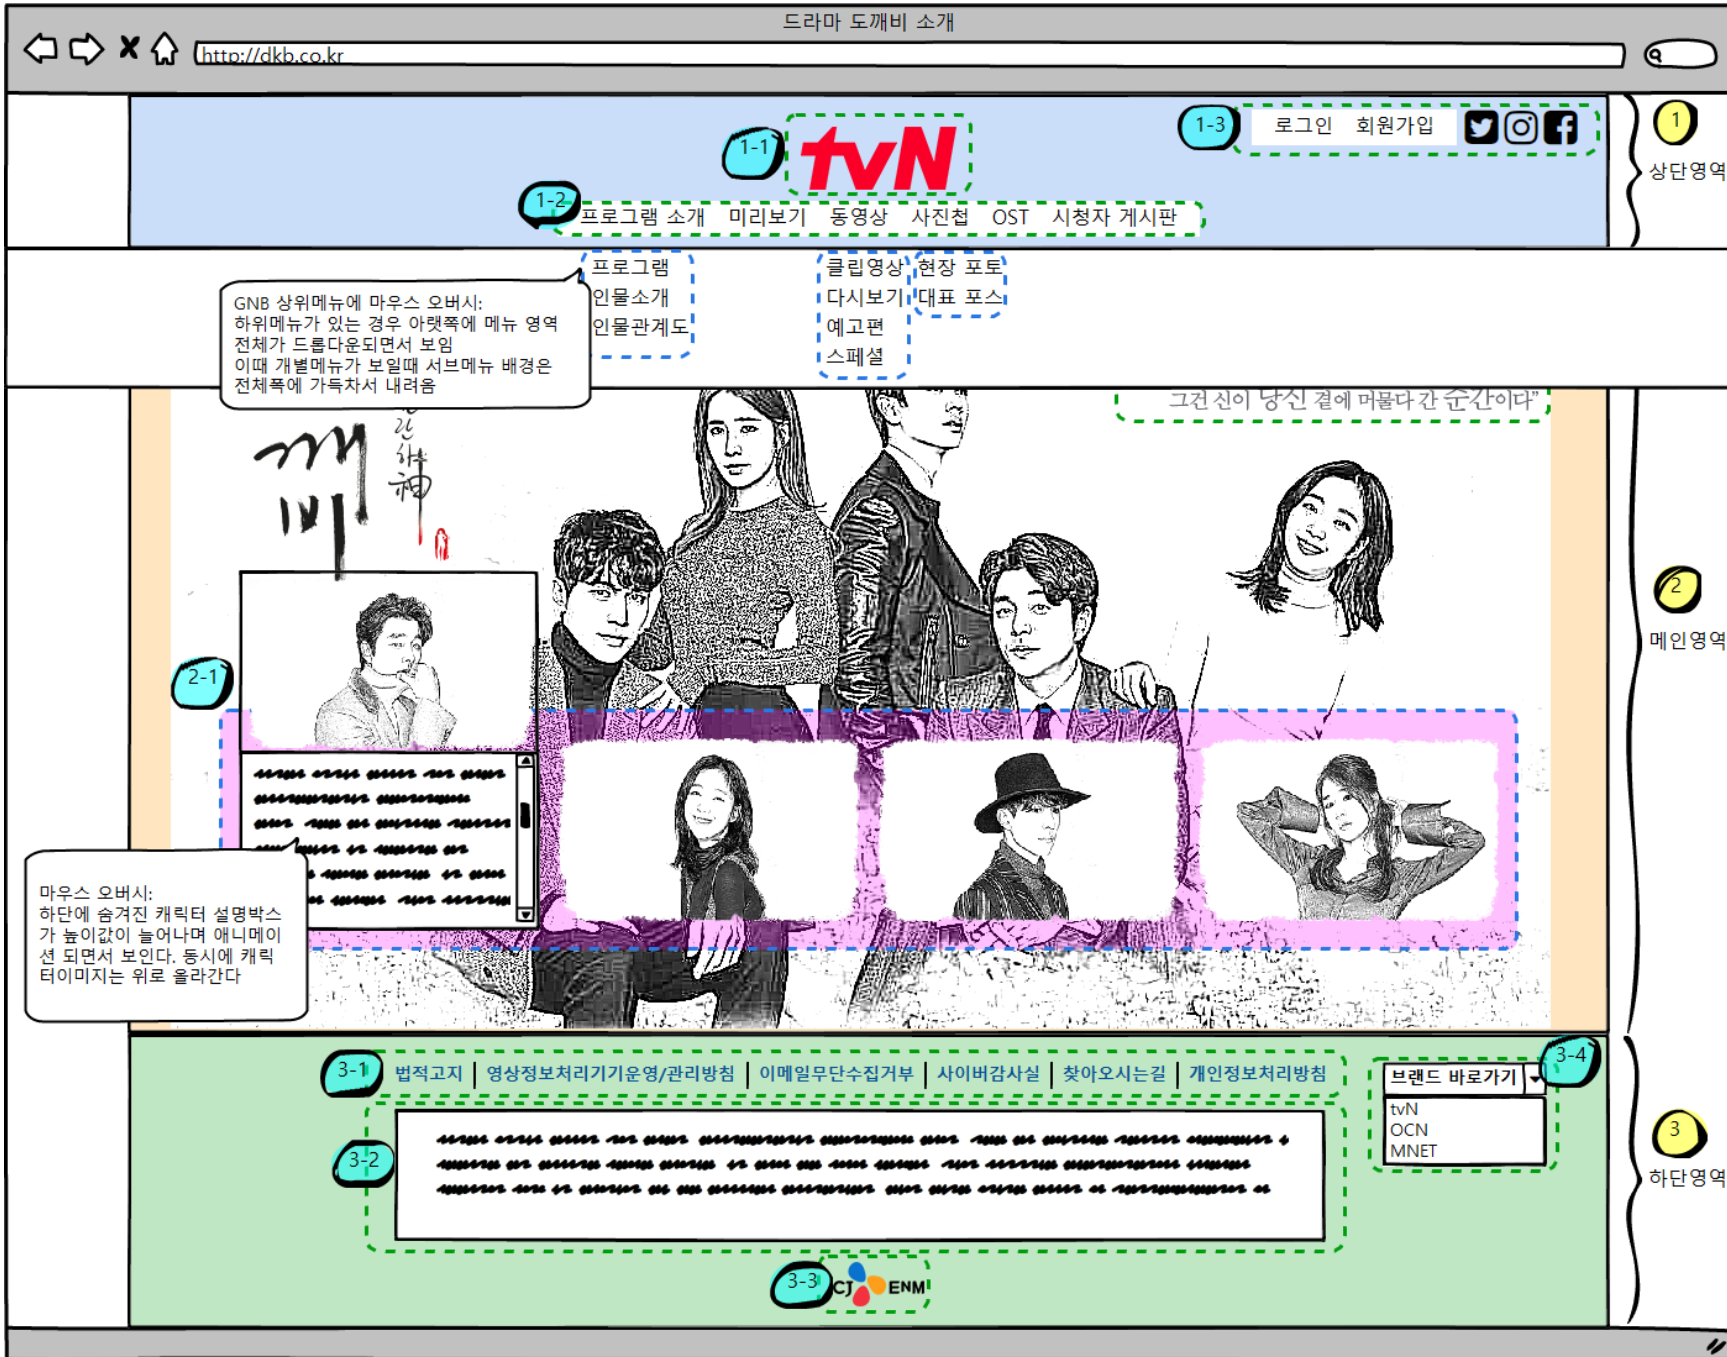 드라마 도깨비 소개
http://dkb.co.kr
1
상단영역
1-1
tvN
1-3
로그인 회원가입
1-2
프로그램 소개 미리보기 동영상 사진첩 OST 시청자 게시판
프로그램
인물소개
인물관계도
클립영상
다시보기
예고편
스페셜
현장 포토
대표 포스
GNB 상위메뉴에 마우스 오버시:
하위메뉴가 있는 경우 아랫쪽에 메뉴 영역
전체가 드롭다운되면서 보임
이때 개별메뉴가 보일때 서브메뉴 배경은
전체폭에 가득차서 내려옴
그건 신이 당신 곁에 머물다 간 순간이다”
깨비
란
神
2
메인영역
2-1
마우스 오버시:
하단에 숨겨진 캐릭터 설명박스
가 높이값이 늘어나며 애니메이
션 되면서 보인다. 동시에 캐릭
터이미지는 위로 올라간다
3-1
법적고지 | 영상정보처리기기운영/관리방침 | 이메일무단수집거부 | 사이버감사실 | 찾아오시는길 | 개인정보처리방침
3-4
브랜드 바로가기
tvN
OCN
MNET
3-2
3
하단영역
3-3
CJ ENM